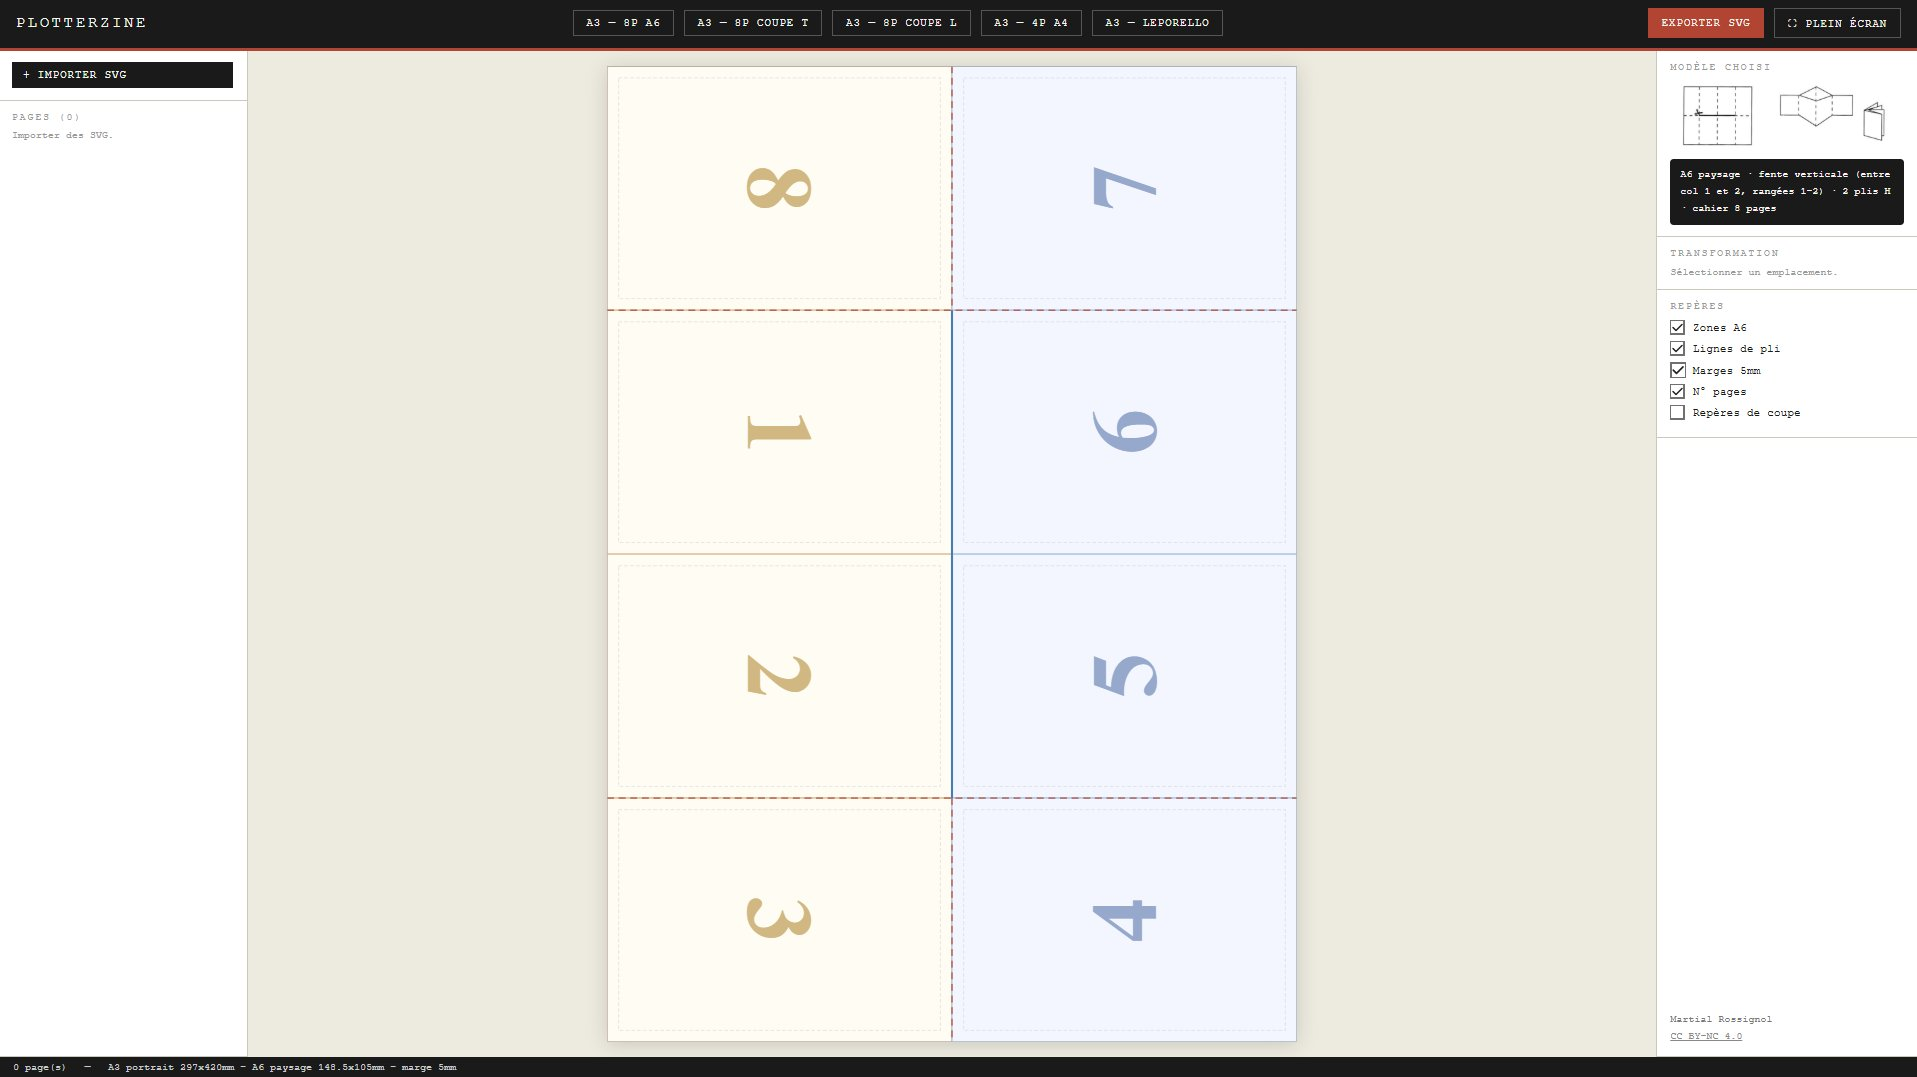 PLOTTERZINE
A3 — 8P A6
A3 — 8P COUPE T
A3 — 8P COUPE L
A3 — 4P A4
A3 — LEPORELLO
EXPORTER SVG
PLEIN ÉCRAN
+ IMPORTER SVG
PAGES (0)
Importer des SVG.
8
7
1
6
2
5
3
4
MODÈLE CHOISI
A6 paysage · fente verticale (entre
col 1 et 2, rangées 1–2) · 2 plis H
· cahier 8 pages
TRANSFORMATION
Sélectionner un emplacement.
REPÈRES
Zones A6
Lignes de pli
Marges 5mm
N° pages
Repères de coupe
Martial Rossignol
CC BY-NC 4.0
0 page(s) — A3 portrait 297x420mm – A6 paysage 148.5x105mm – marge 5mm